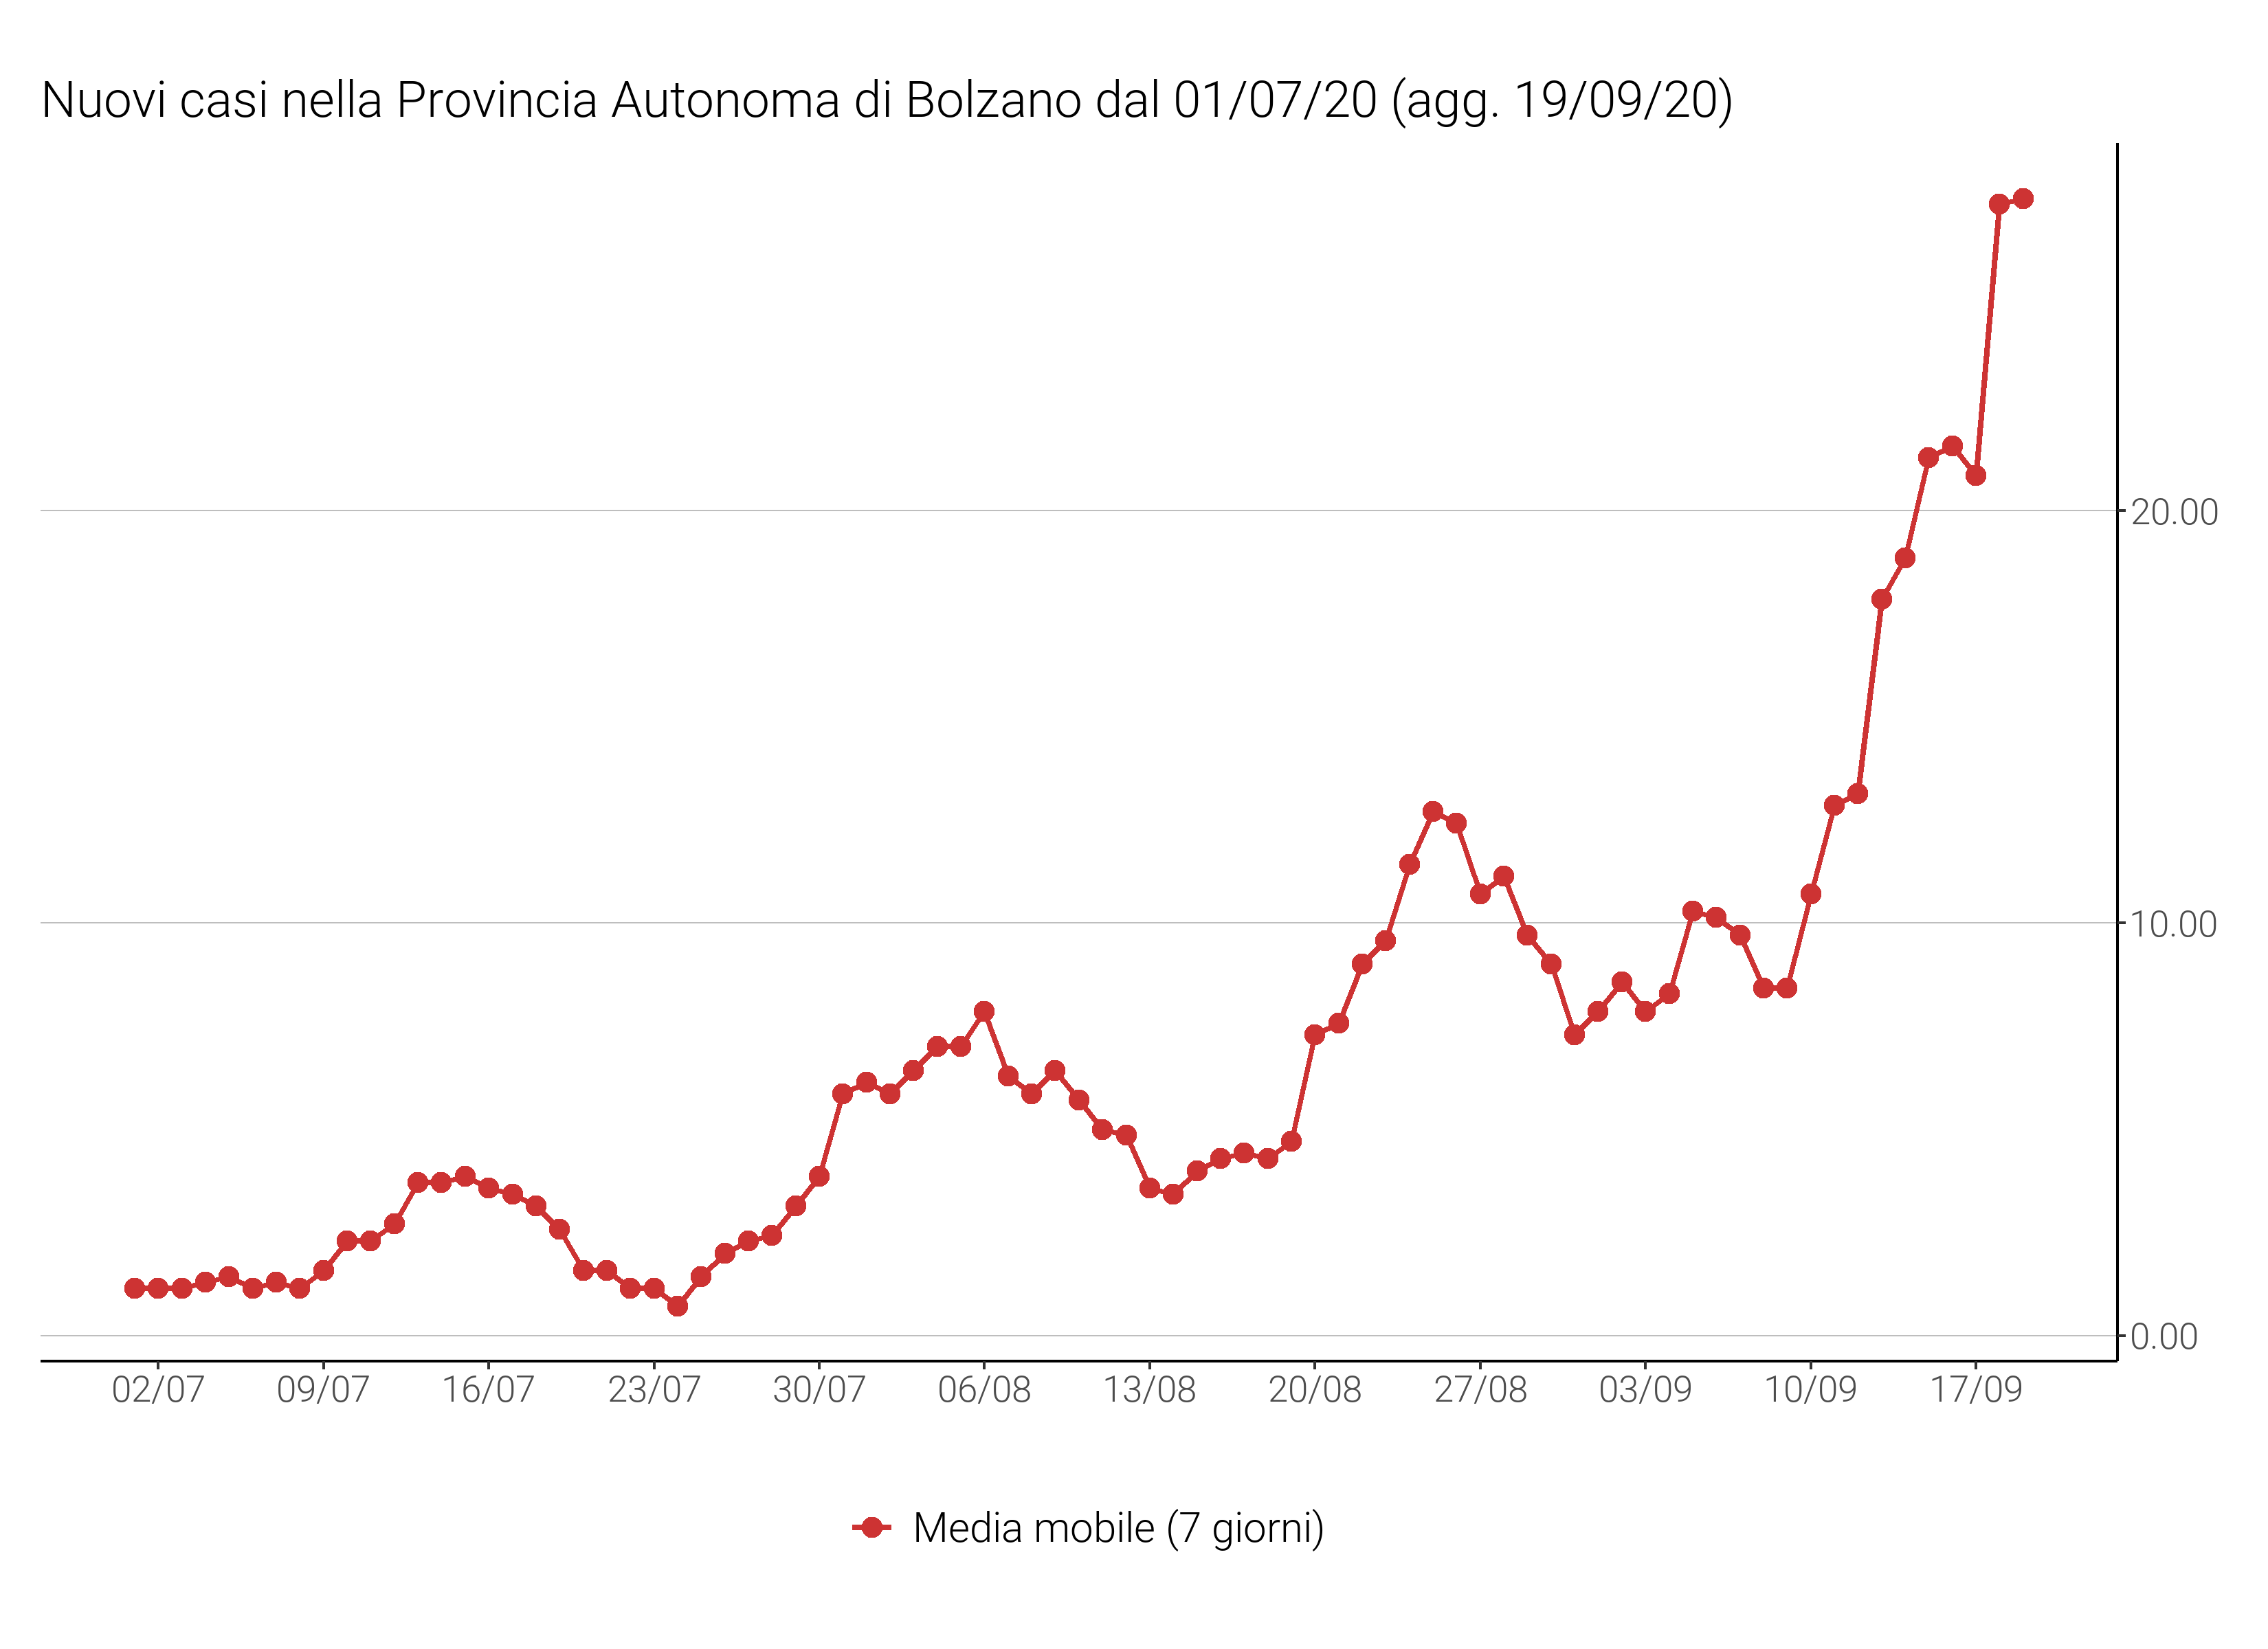 Nuovi casi nella Provincia Autonoma di Bolzano dal 01/07/20 (agg. 19/09/20)
20.00
10.00
0.00
02/07 09/07 16/07 23/07 30/07 06/08 13/08 20/08 27/08 03/09 10/09 17/09
Media mobile (7 giorni)